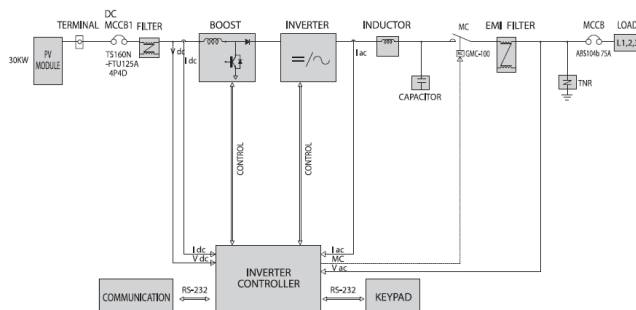 DC
TERMINAL
MCCB1
FILTER
BOOST
INVERTER
INDUCTOR
MC
EMI FILTER
MCCB
LOAD
30KW
PV
MODULE
TS160N
-FTU125A
4P4D
V dc
I dc
I ac
GMC-100
CAPACITOR
ABS104b 75A
L1,2,3
TNR
CONTROL
CONTROL
I dc
V dc
I ac
MC
V ac
INVERTER
CONTROLLER
COMMUNICATION
RS-232
RS-232
KEYPAD